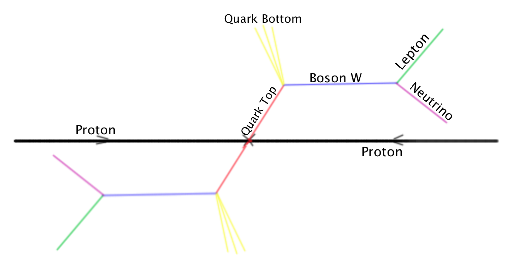 Quark Bottom
Boson W
Lepton
Neutrino
Quark Top
Proton
Proton